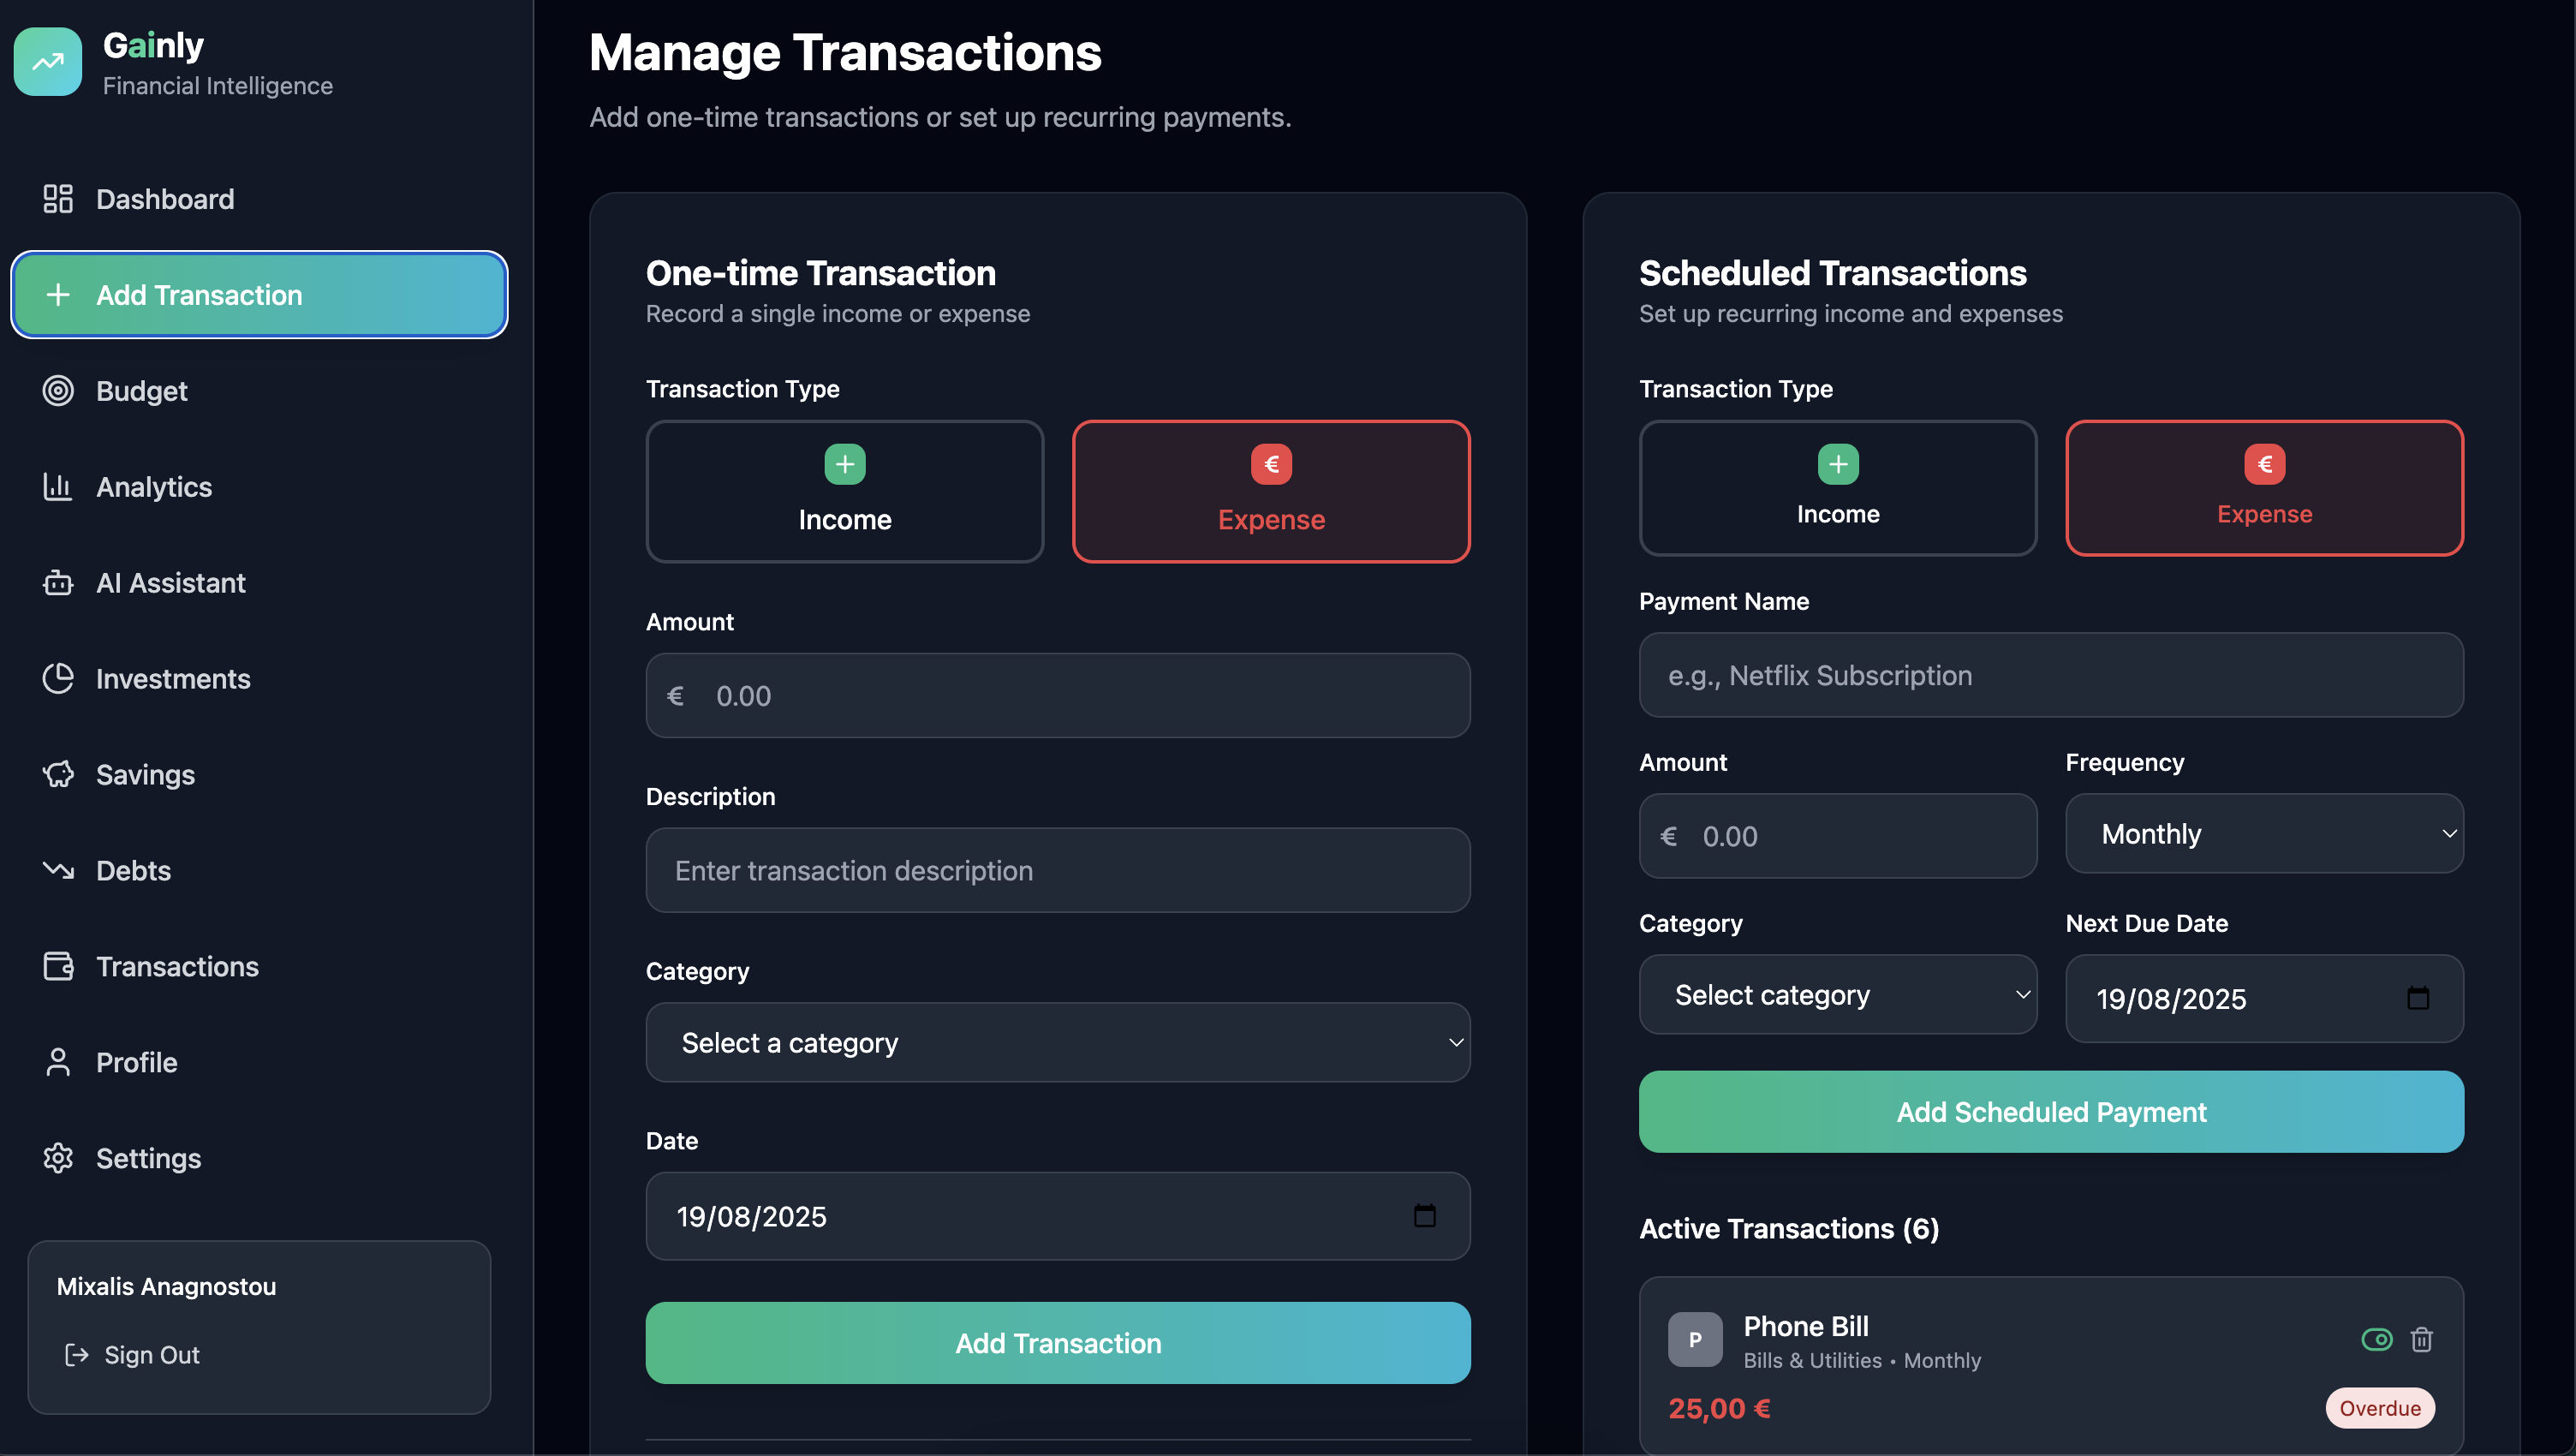 Gainly
Financial Intelligence
Dashboard
Add Transaction
Budget
Analytics
AI Assistant
Investments
Savings
Debts
Transactions
Profile
Settings
Mixalis Anagnostou
Sign Out
Manage Transactions
Add one-time transactions or set up recurring payments.
One-time Transaction
Record a single income or expense
Transaction Type
Income
€
Expense
Amount
€ 0.00
Description
Enter transaction description
Category
Select a category
Date
19/08/2025
Add Transaction
Scheduled Transactions
Set up recurring income and expenses
Transaction Type
Income
€
Expense
Payment Name
e.g., Netflix Subscription
Amount
€ 0.00
Frequency
Monthly
Category
Select category
Next Due Date
19/08/2025
Add Scheduled Payment
Active Transactions (6)
P
Phone Bill
Bills & Utilities • Monthly
25,00 €
Overdue